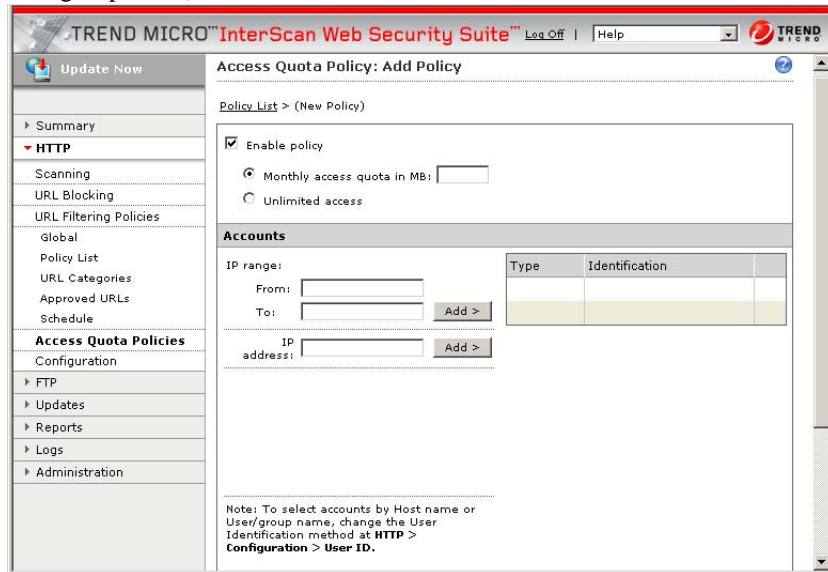 TREND MICRO™ InterScan Web Security Suite™ Log Off | Help TREND MICRO
Update Now
Access Quota Policy: Add Policy
Policy List > (New Policy)
Summary
HTTP
Scanning
URL Blocking
URL Filtering Policies
Global
Policy List
URL Categories
Approved URLs
Schedule
Access Quota Policies
Configuration
FTP
Updates
Reports
Logs
Administration
Enable policy
Monthly access quota in MB:
Unlimited access
Accounts
IP range:
From:
To: Add >
IP
address: Add >
Type Identification
Note: To select accounts by Host name or
User/group name, change the User
Identification method at HTTP >
Configuration > User ID.